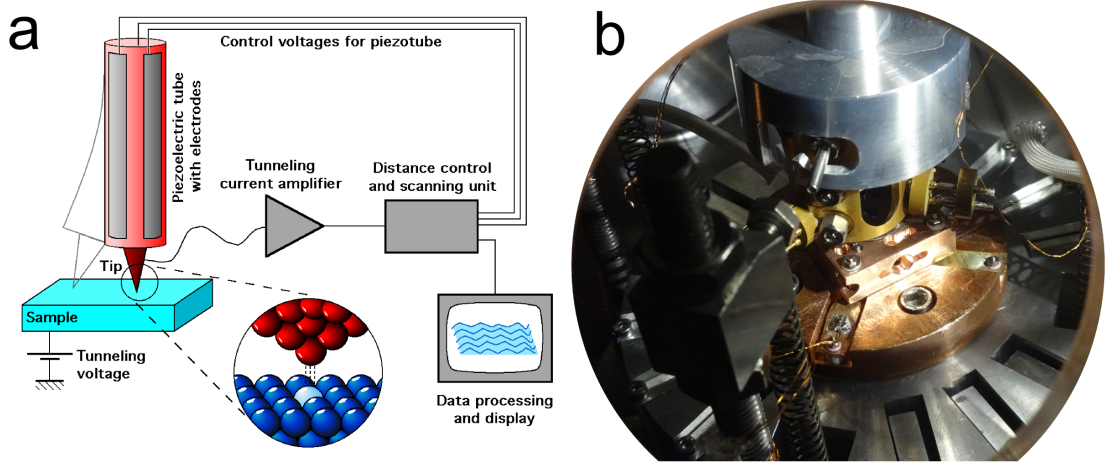 a
Control voltages for piezotube
Piezoelectric tube
with electrodes
Tunneling
current amplifier
Distance control
and scanning unit
Tip
Sample
Tunneling
voltage
Data processing
and display
b